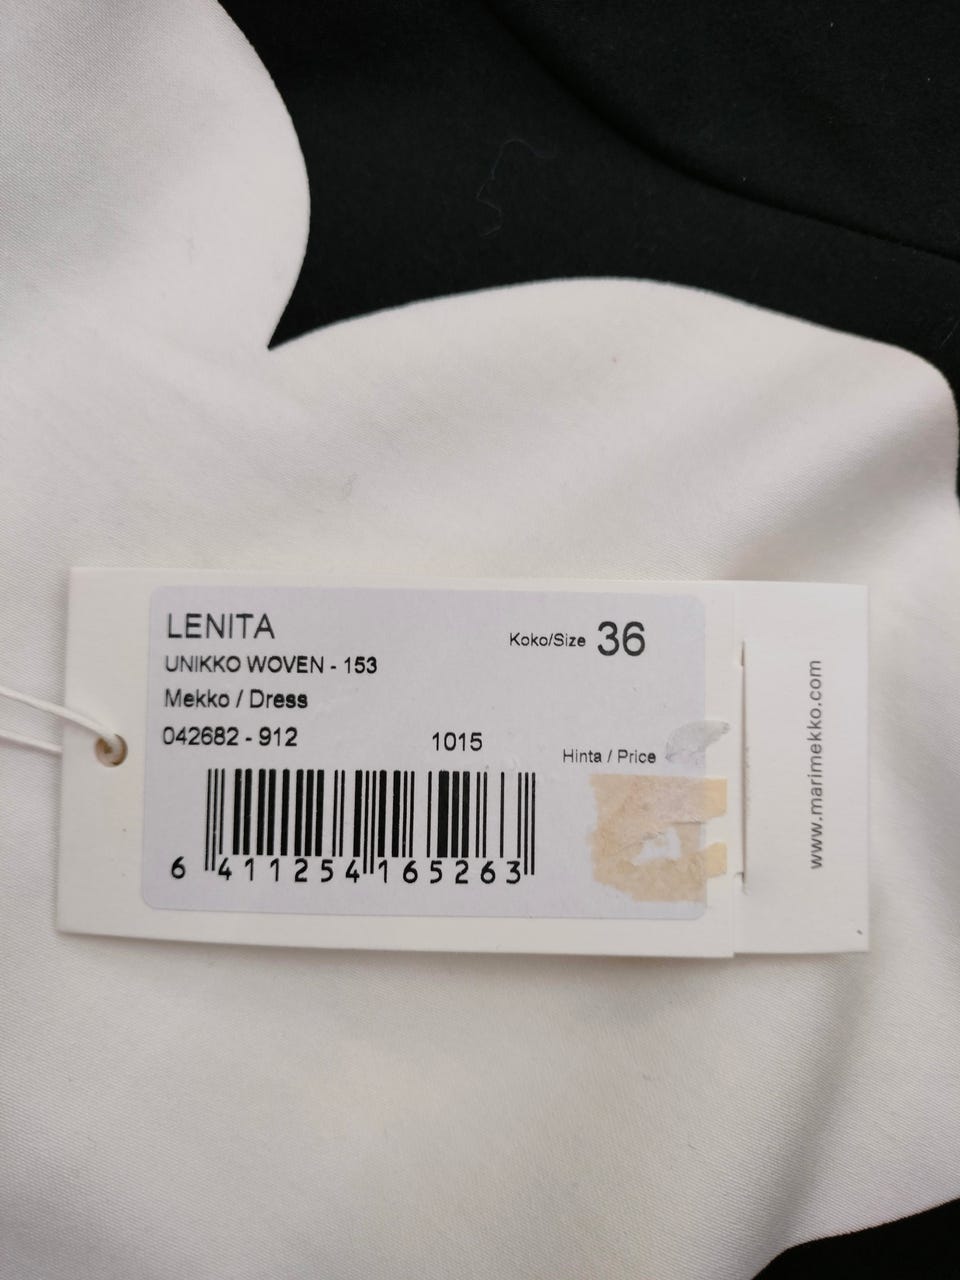 LENITA
Koko/Size 36
UNIKKO WOVEN - 153
Mekko / Dress
042682 - 912
1015
Hinta / Price
6 411254 165263
www.marimekko.com